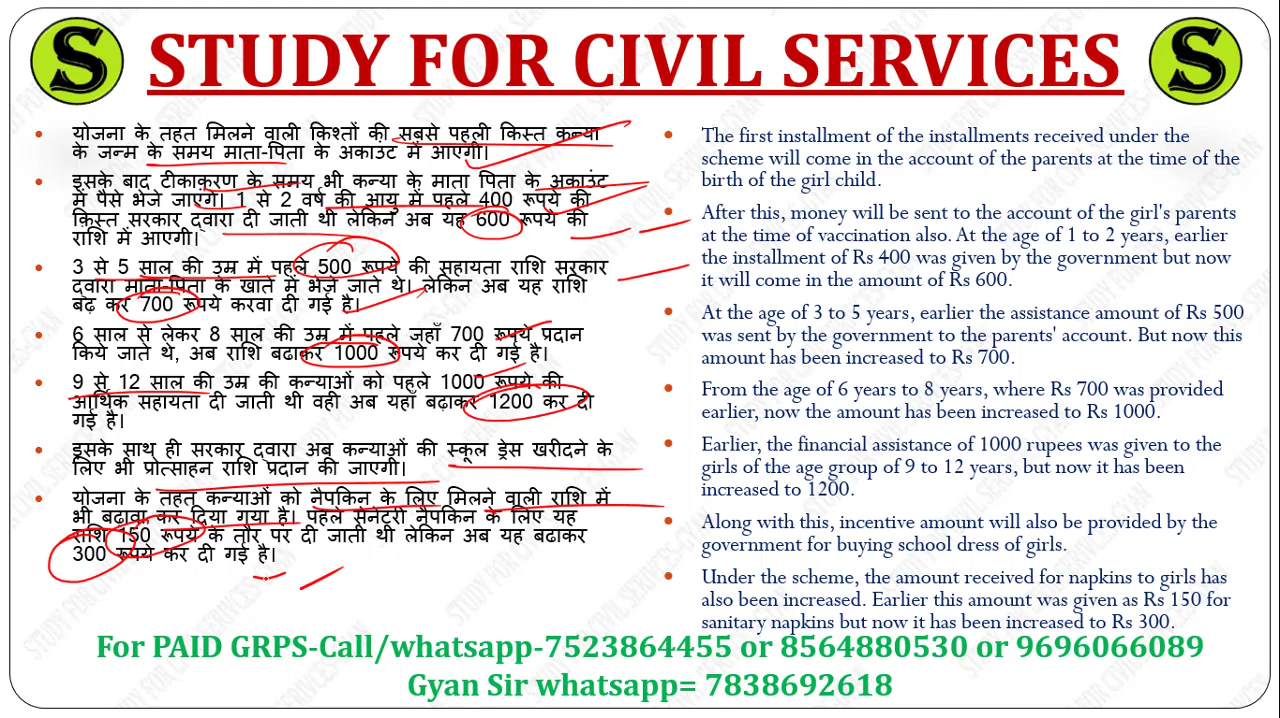 S
STUDY FOR CIVIL SERVICES
S
• योजना के तहत मिलने वाली किश्तों की सबसे पहली किस्त कन्या
के जन्म के समय माता-पिता के अकाउंट में आएगी।
• इसके बाद टीकाकरण के समय भी कन्या के माता पिता के अकाउंट
में पैसे भेजे जाएंगे। 1 से 2 वर्ष की आयु में पहले 400 रूपये की
क़िस्त सरकार द्वारा दी जाती थी लेकिन अब यह 600 रूपये की
राशि में आएगी।
• 3 से 5 साल की उम्र में पहले 500 रूपये की सहायता राशि सरकार
द्वारा माता-पिता के खाते में भेजे जाते थे। लेकिन अब यह राशि
बढ़ कर 700 रूपये करवा दी गई है।
• 6 साल से लेकर 8 साल की उम्र में पहले जहाँ 700 रूपये प्रदान
किये जाते थे, अब राशि बढाकर 1000 रूपये कर दी गई है।
• 9 से 12 साल की उम्र की कन्याओं को पहले 1000 रूपये की
आर्थिक सहायता दी जाती थी वही अब यहाँ बढ़ाकर 1200 कर दी
गई है।
• इसके साथ ही सरकार द्वारा अब कन्याओं की स्कूल ड्रेस खरीदने के
लिए भी प्रोत्साहन राशि प्रदान की जाएगी।
• योजना के तहत कन्याओं को नैपकिन के लिए मिलने वाली राशि में
भी बढ़ावा कर दिया गया है। पहले सेनेटरी नैपकिन के लिए यह
राशि 150 रूपये के तौर पर दी जाती थी लेकिन अब यह बढाकर
300 रूपये कर दी गई है।
• The first installment of the installments received under the
scheme will come in the account of the parents at the time of the
birth of the girl child.
• After this, money will be sent to the account of the girl's parents
at the time of vaccination also. At the age of 1 to 2 years, earlier
the installment of Rs 400 was given by the government but now
it will come in the amount of Rs 600.
• At the age of 3 to 5 years, earlier the assistance amount of Rs 500
was sent by the government to the parents' account. But now this
amount has been increased to Rs 700.
• From the age of 6 years to 8 years, where Rs 700 was provided
earlier, now the amount has been increased to Rs 1000.
• Earlier, the financial assistance of 1000 rupees was given to the
girls of the age group of 9 to 12 years, but now it has been
increased to 1200.
• Along with this, incentive amount will also be provided by the
government for buying school dress of girls.
• Under the scheme, the amount received for napkins to girls has
also been increased. Earlier this amount was given as Rs 150 for
sanitary napkins but now it has been increased to Rs 300.
For PAID GRPS-Call/whatsapp-7523864455 or 8564880530 or 9696066089
Gyan Sir whatsapp= 7838692618